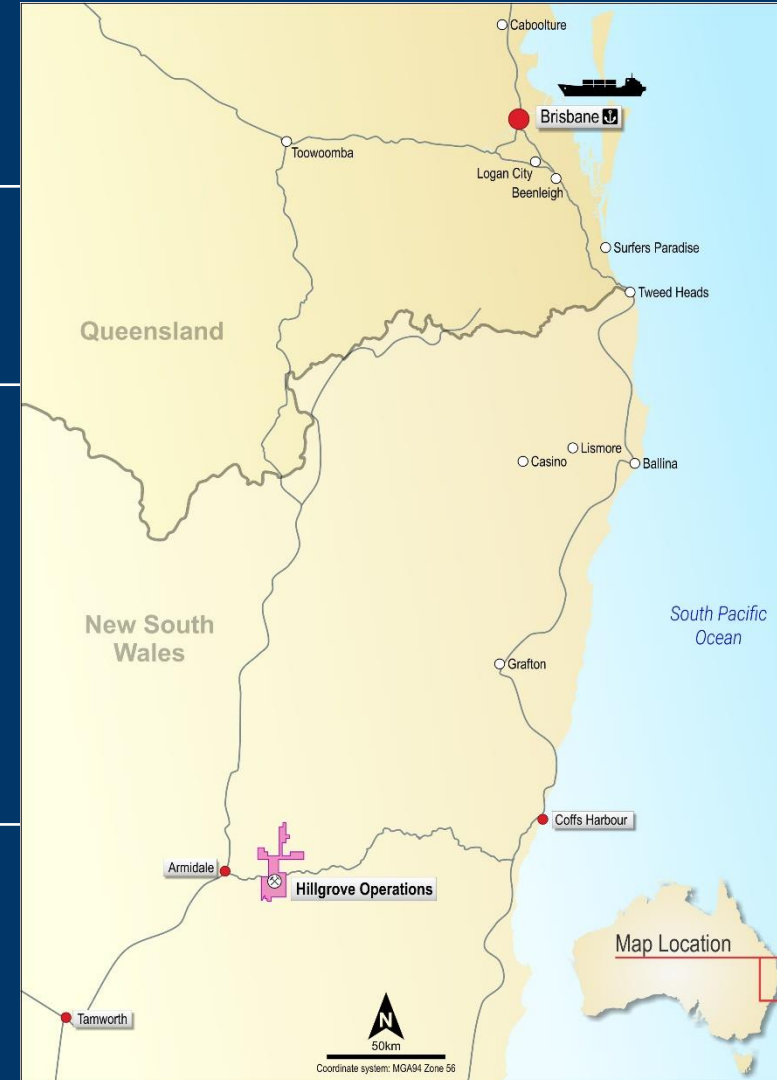 Caboolture
Brisbane
Toowoomba
Logan City
Beenleigh
Surfers Paradise
Tweed Heads
Queensland
Lismore
Casino
Ballina
New South
Wales
South Pacific
Ocean
Grafton
Coffs Harbour
Armidale
Hillgrove Operations
Map Location
Tamworth
N
50km
Coordinate system: MGA94 Zone 56